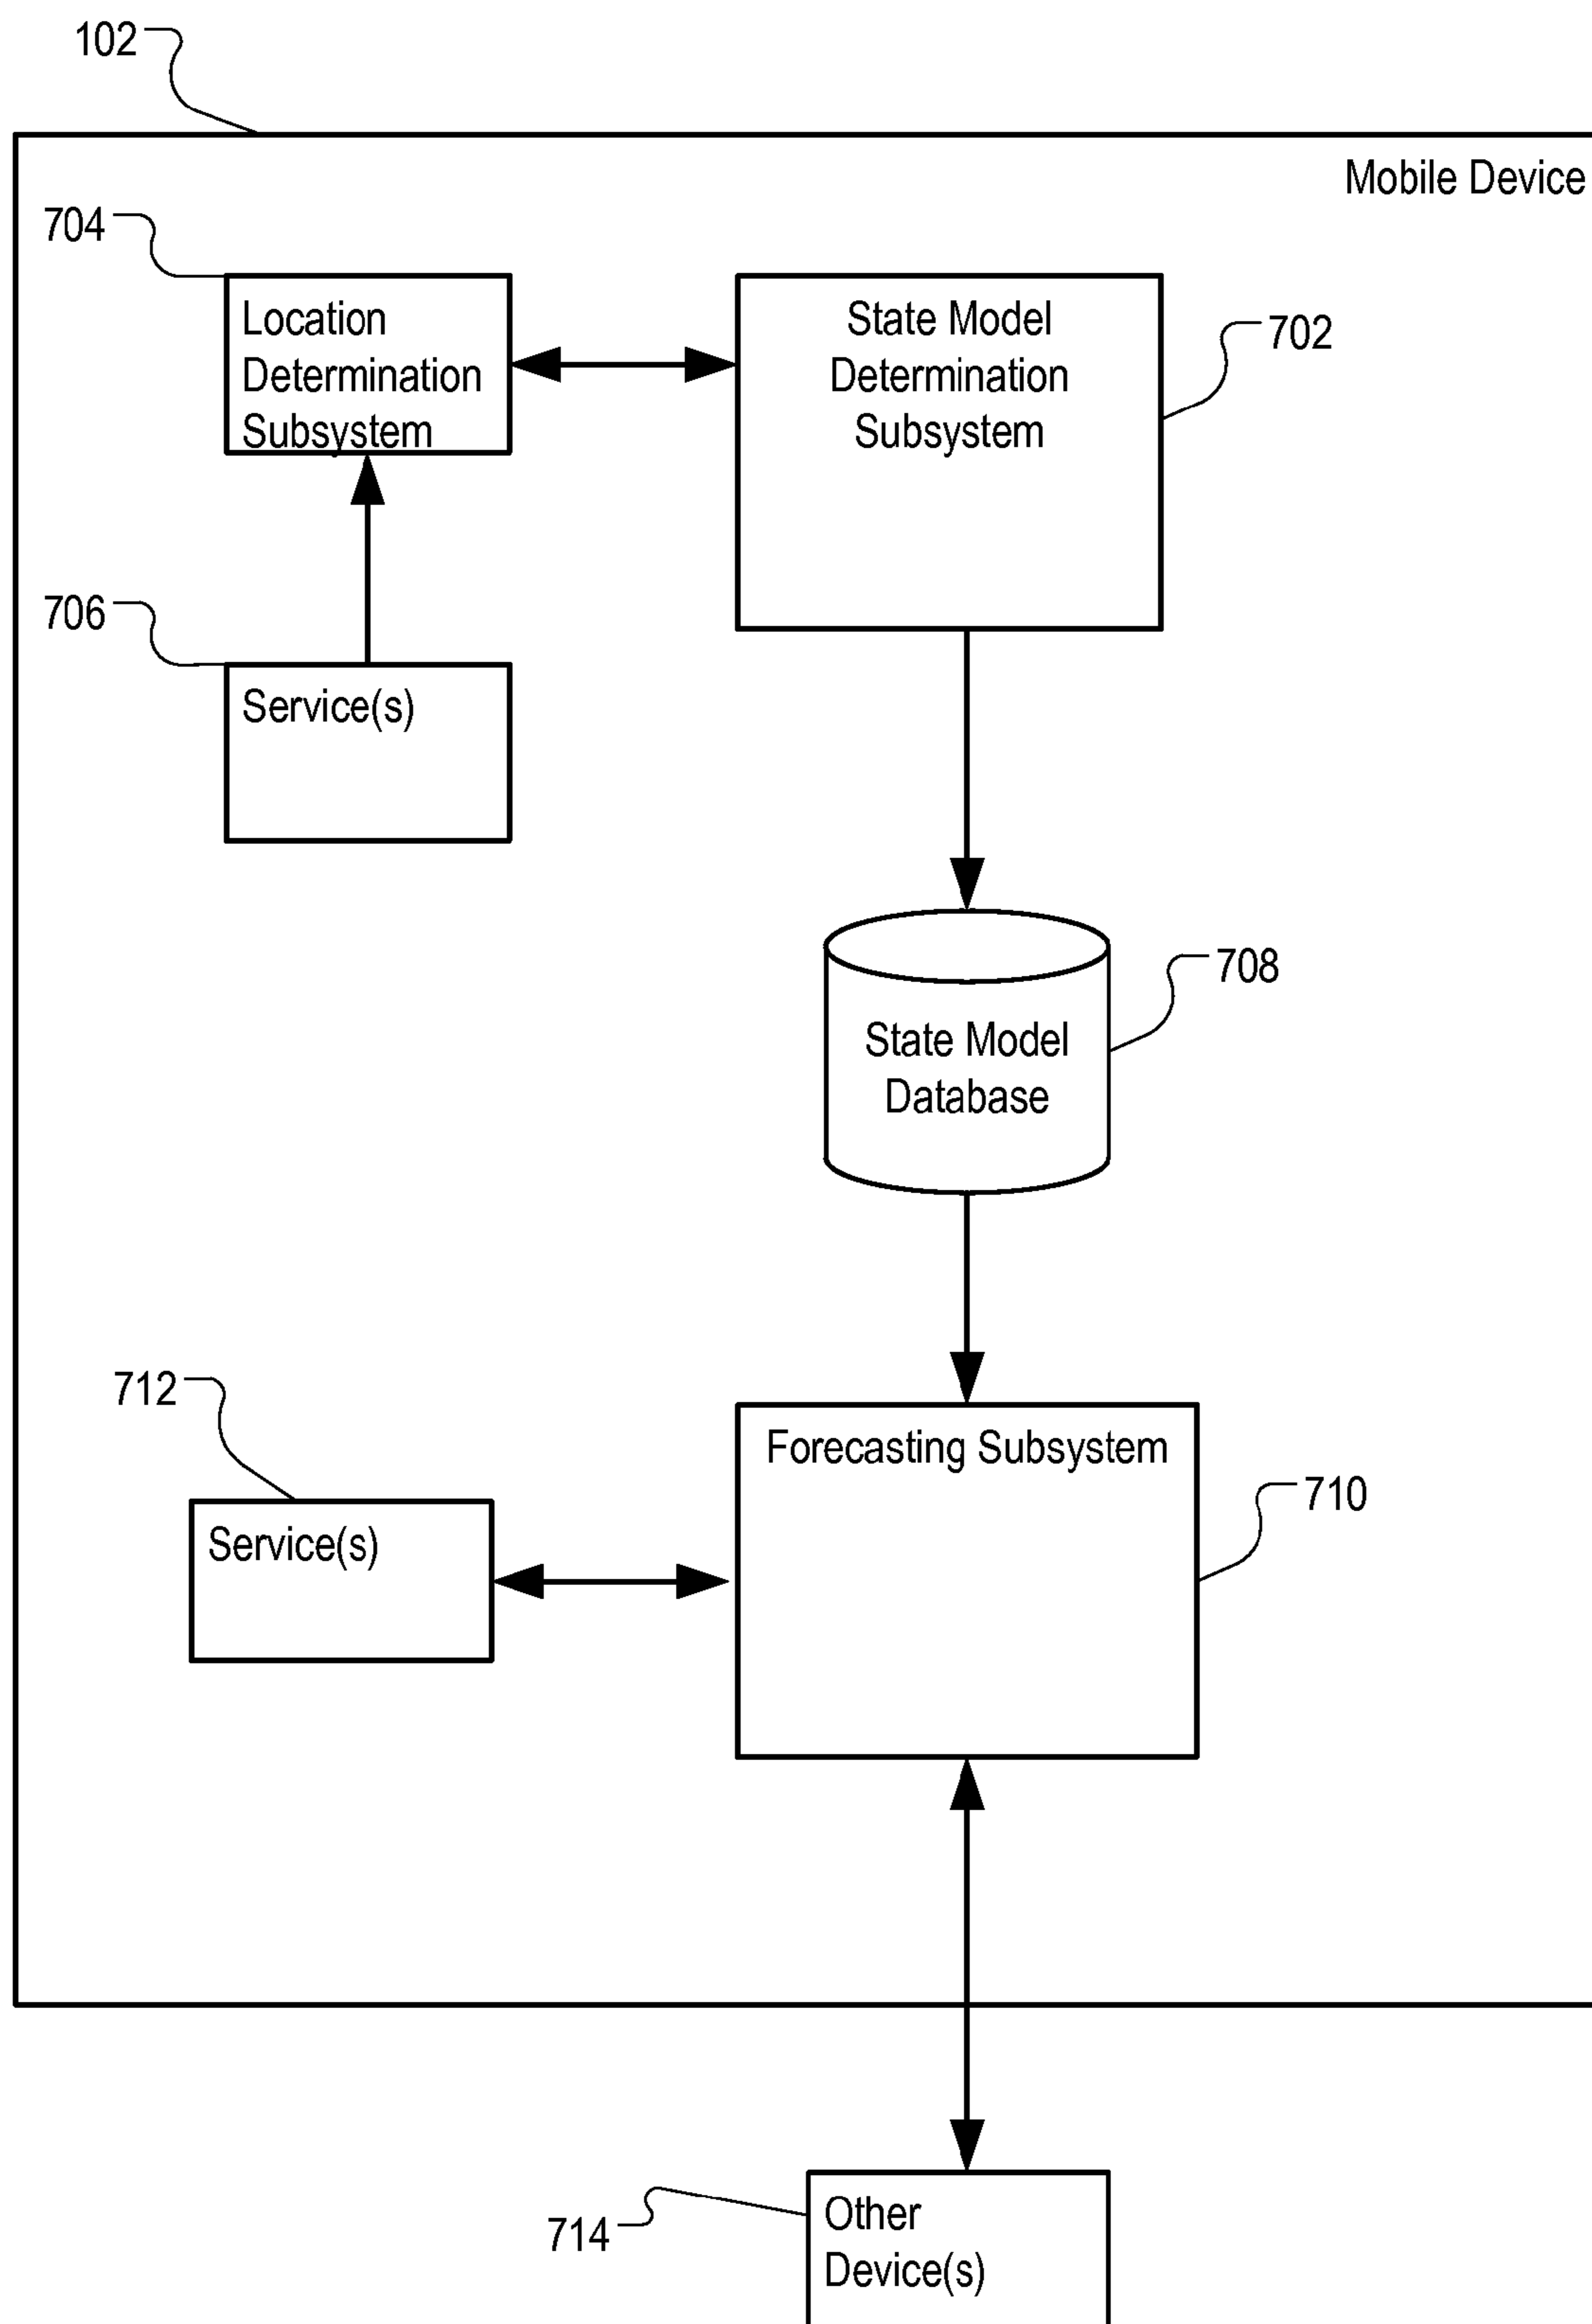 102
Mobile Device
704
Location
Determination
Subsystem
State Model
Determination
Subsystem
702
706
Service(s)
708
State Model
Database
712
Service(s)
Forecasting Subsystem
710
714
Other
Device(s)